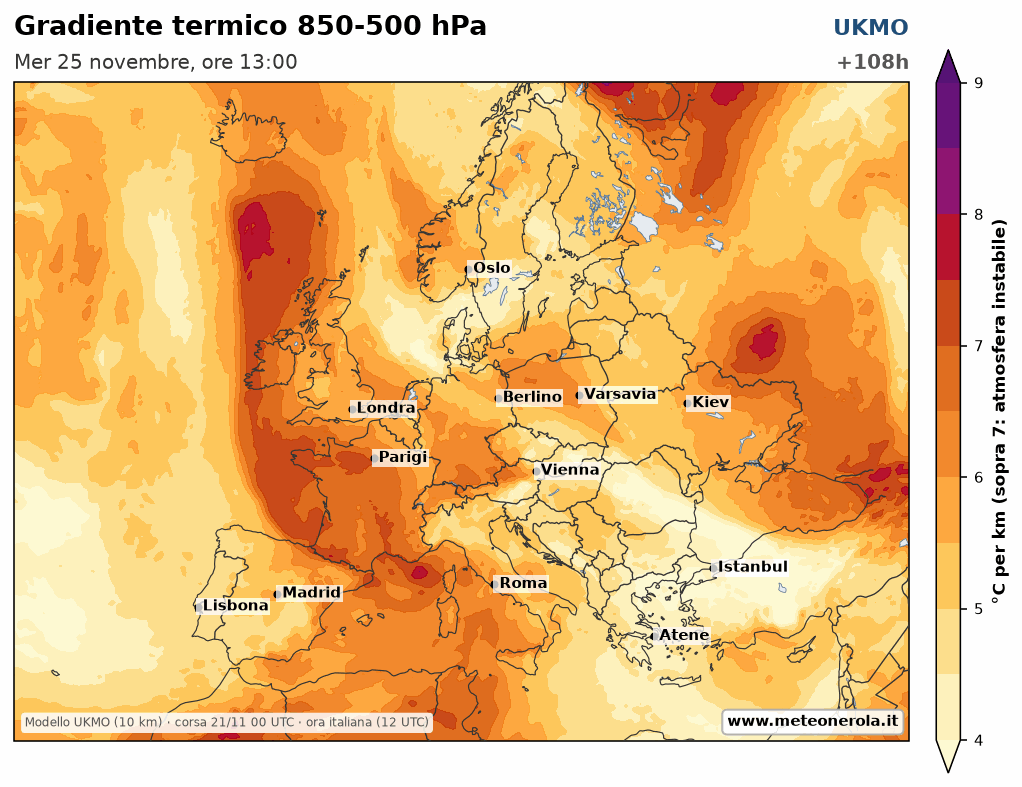 Gradiente termico 850-500 hPa
UKMO
Mer 25 novembre, ore 13:00
+108h
9
8
7
6
5
4
°C per km (sopra 7: atmosfera instabile)
Oslo
Berlino
Varsavia
Kiev
Londra
Parigi
Vienna
Istanbul
Roma
Madrid
Lisbona
Atene
Modello UKMO (10 km) · corsa 21/11 00 UTC · ora italiana (12 UTC)
www.meteonerola.it